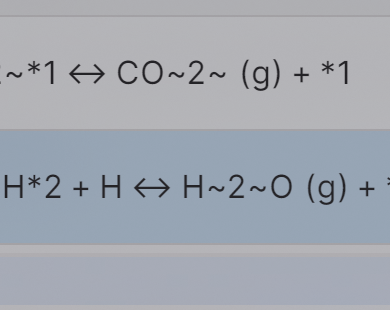 ~*1 ↔ CO~2~ (g) + *1
H*2 + H ↔ H~2~O (g) +